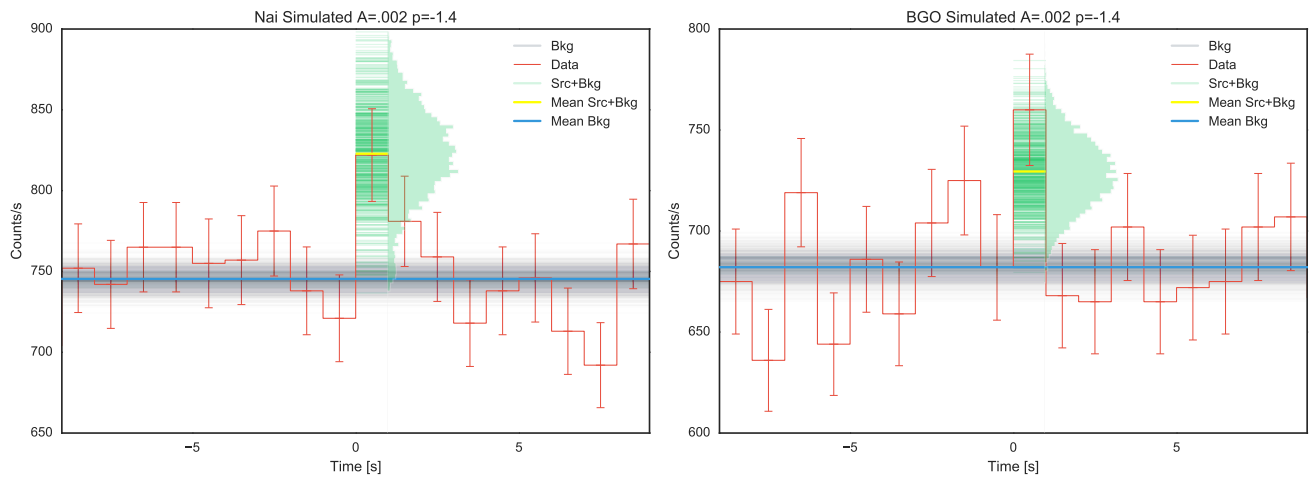 Nai Simulated A=.002 p=-1.4
900
850
800
750
700
650
Counts/s
−5
0
5
Time [s]
Bkg
Data
Src+Bkg
Mean Src+Bkg
Mean Bkg
BGO Simulated A=.002 p=-1.4
800
750
700
650
600
Counts/s
−5
0
5
Time [s]
Bkg
Data
Src+Bkg
Mean Src+Bkg
Mean Bkg